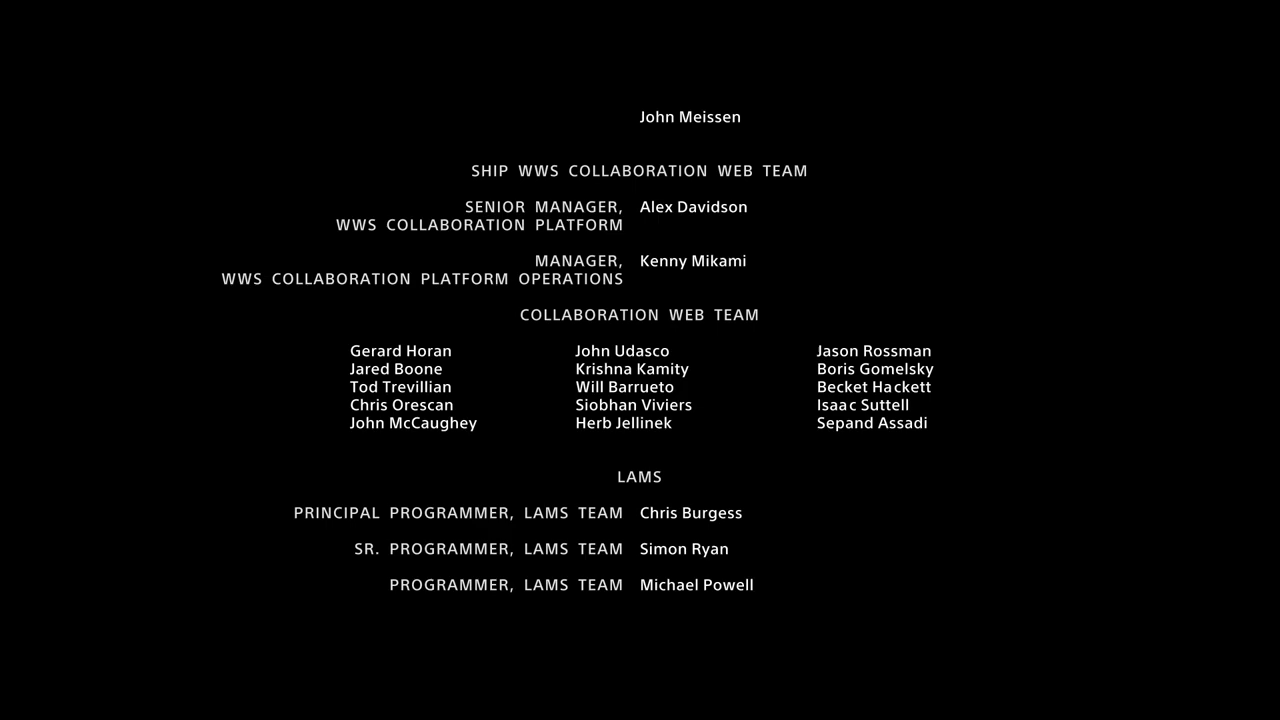 John Meissen
SHIP WWS COLLABORATION WEB TEAM
SENIOR MANAGER, Alex Davidson
WWS COLLABORATION PLATFORM
MANAGER, Kenny Mikami
WWS COLLABORATION PLATFORM OPERATIONS
COLLABORATION WEB TEAM
Gerard Horan John Udasco Jason Rossman
Jared Boone Krishna Kamity Boris Gomelsky
Tod Trevillian Will Barrueto Becket Hackett
Chris Orescan Siobhan Viviers Isaac Suttell
John McCaughey Herb Jellinek Sepand Assadi
LAMS
PRINCIPAL PROGRAMMER, LAMS TEAM Chris Burgess
SR. PROGRAMMER, LAMS TEAM Simon Ryan
PROGRAMMER, LAMS TEAM Michael Powell